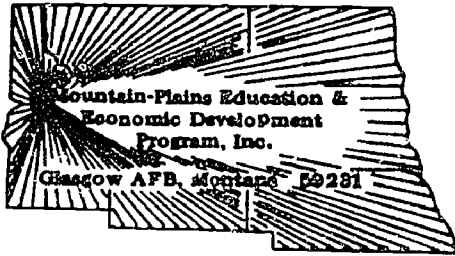 Mountain-Plains Education &
Economic Development
Program, Inc.
Glasgow AFB, Montana 59231